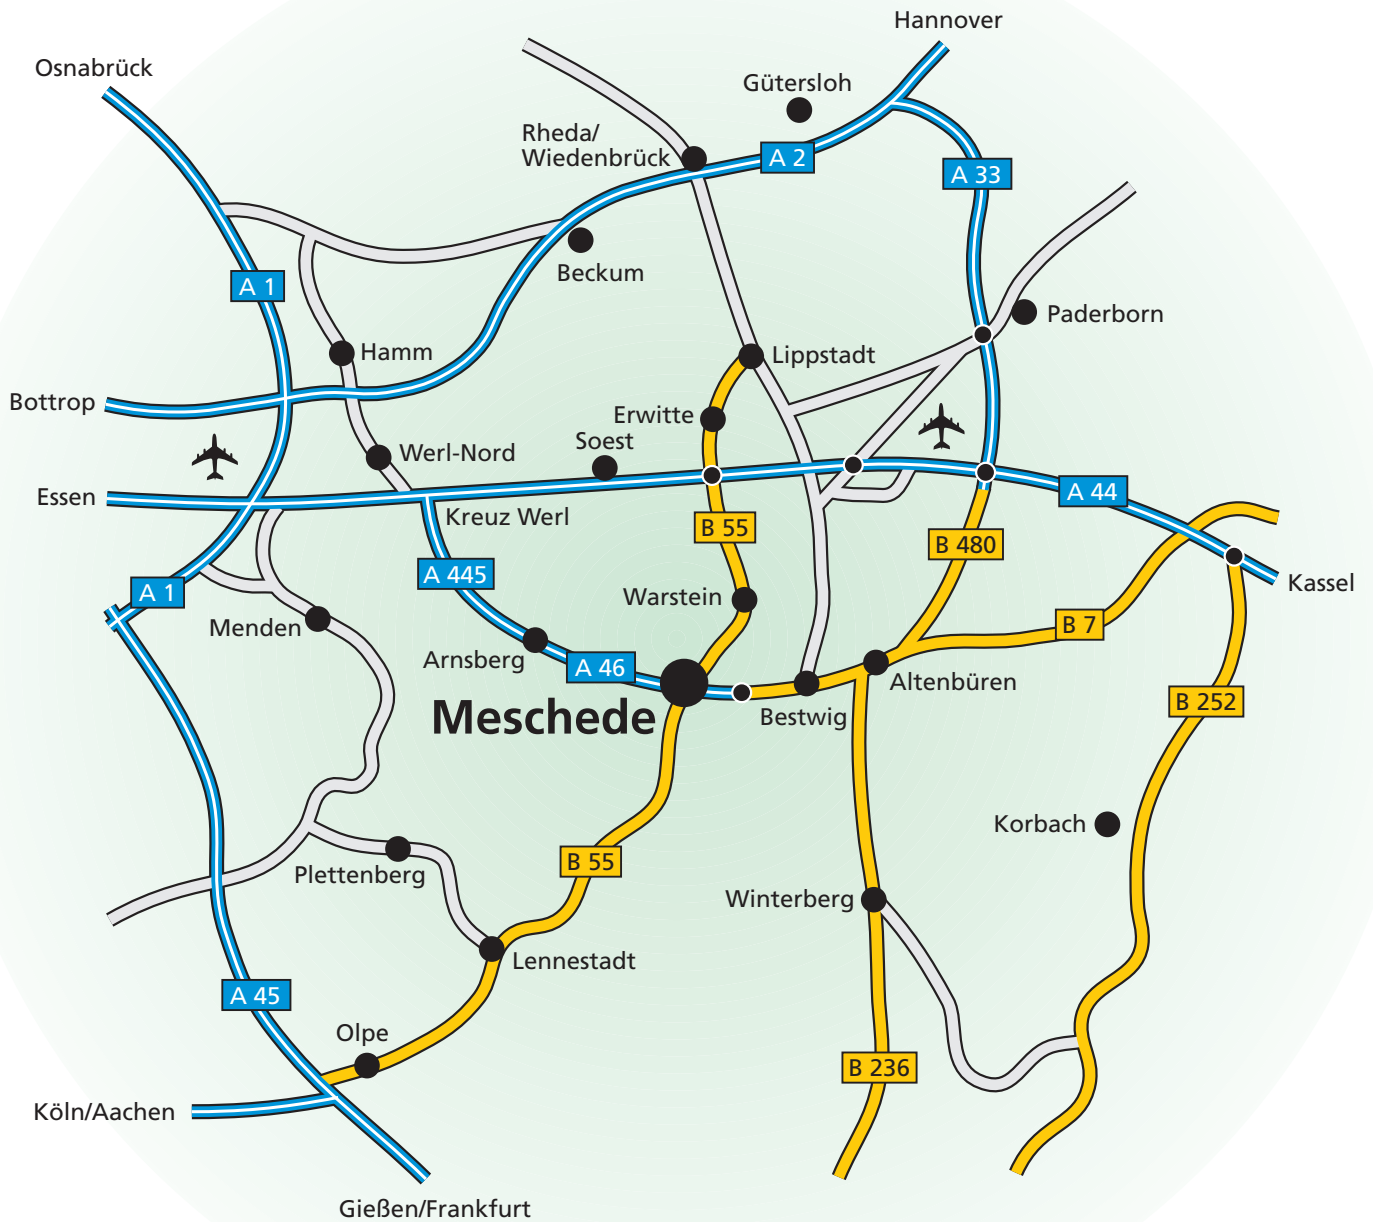 Hannover
Osnabrück
Gütersloh
Rheda/
Wiedenbrück
A 2
A 33
Beckum
A 1
Paderborn
Hamm
Lippstadt
Bottrop
Erwitte
Soest
Werl-Nord
Essen
A 44
Kreuz Werl
B 55
B 480
A 445
Kassel
A 1
Warstein
Menden
B 7
Arnsberg
A 46
Altenbüren
Meschede
Bestwig
B 252
Korbach
B 55
Plettenberg
Winterberg
Lennestadt
A 45
Olpe
B 236
Köln/Aachen
Gießen/Frankfurt